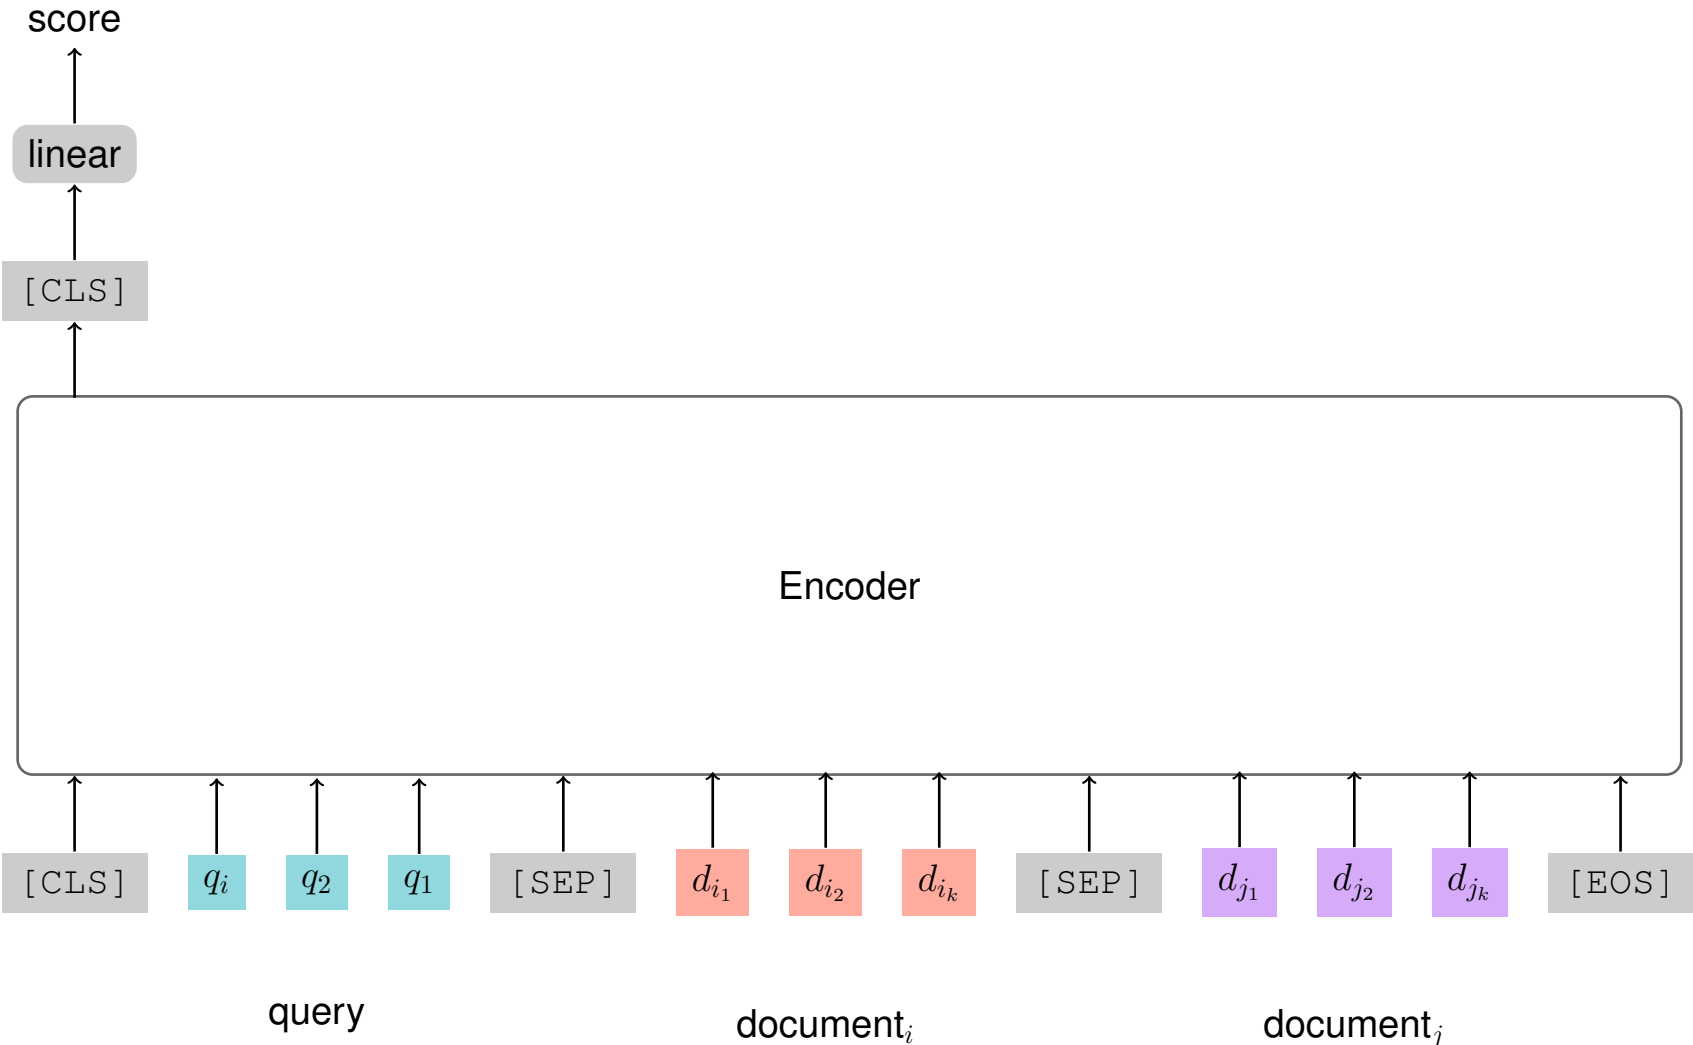 score
linear
[CLS]
Encoder
[CLS] q_i q_2 q_1 [SEP] d_{i_1} d_{i_2} d_{i_k} [SEP] d_{j_1} d_{j_2} d_{j_k} [EOS]
query document_i document_j